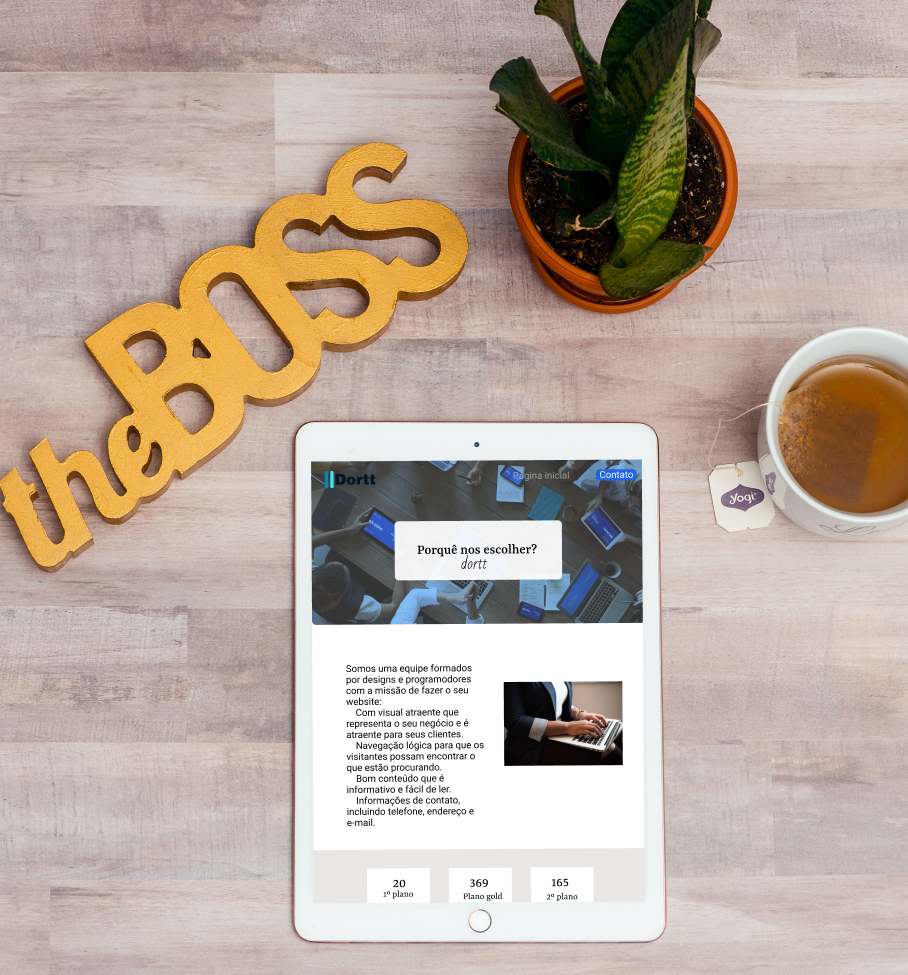 the BOSS
yogi
Dortt
Página inicial
Contato
Porquê nos escolher?
dortt
Somos uma equipe formados
por designs e programodores
com a missão de fazer o seu
website:
Com visual atraente que
representa o seu negócio e é
atraente para seus clientes.
Navegação lógica para que os
visitantes possam encontrar o
que estão procurando.
Bom conteúdo que é
informativo e fácil de ler.
Informações de contato,
incluindo telefone, endereço e
e-mail.
20
1º plano
369
Plano gold
165
2º plano